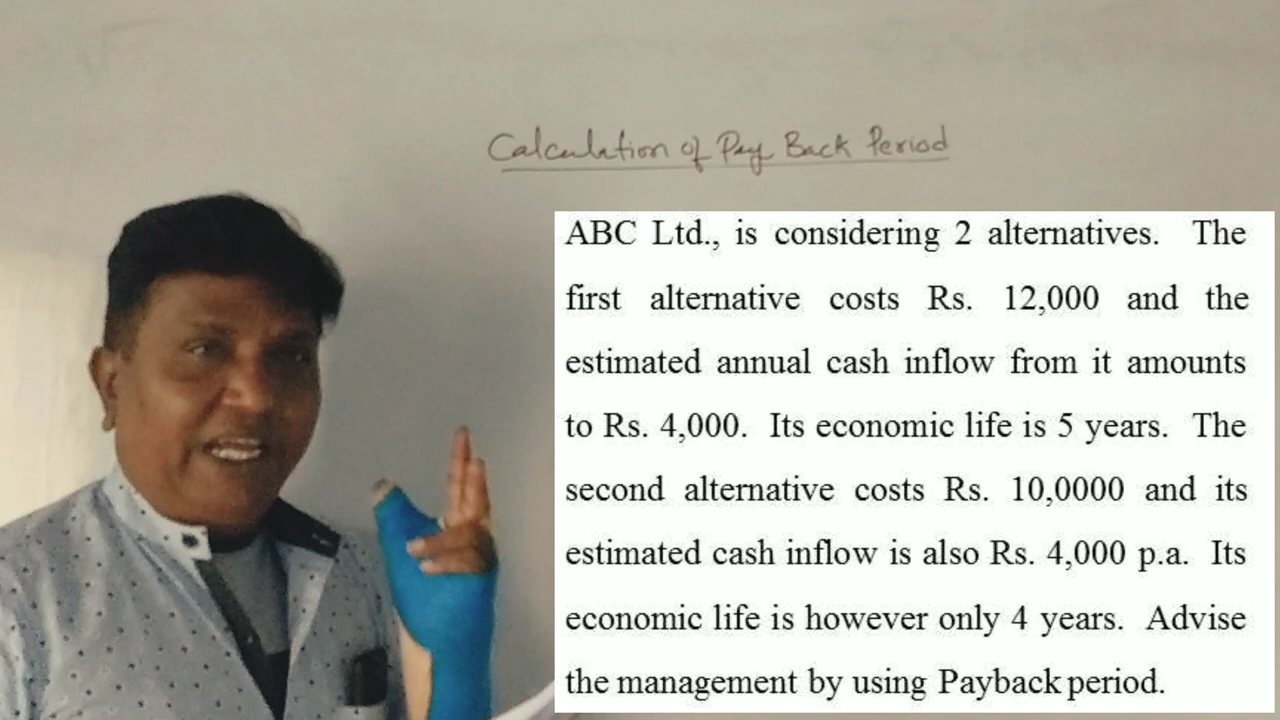 Calculation of Pay Back Period
ABC Ltd., is considering 2 alternatives. The
first alternative costs Rs. 12,000 and the
estimated annual cash inflow from it amounts
to Rs. 4,000. Its economic life is 5 years. The
second alternative costs Rs. 10,0000 and its
estimated cash inflow is also Rs. 4,000 p.a. Its
economic life is however only 4 years. Advise
the management by using Payback period.